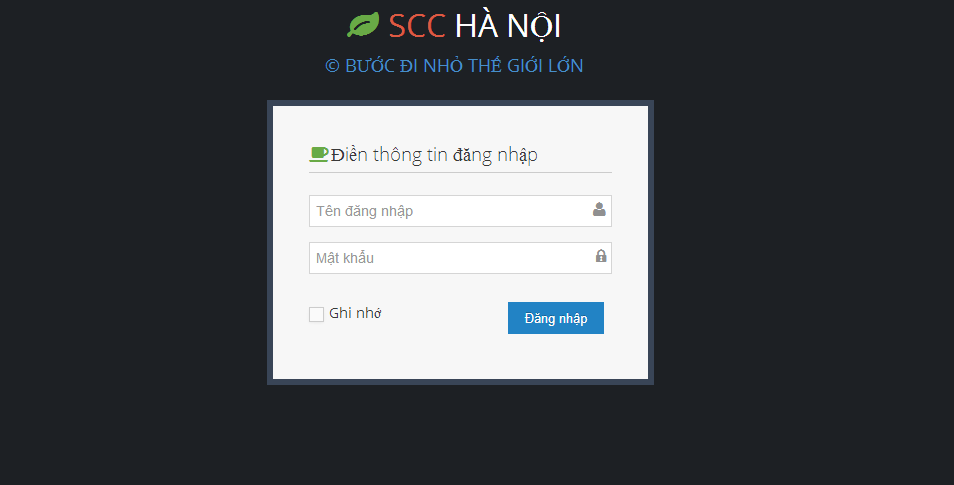 SCC HÀ NỘI
© BƯỚC ĐI NHỎ THẾ GIỚI LỚN
Điền thông tin đăng nhập
Tên đăng nhập
Mật khẩu
Ghi nhớ
Đăng nhập